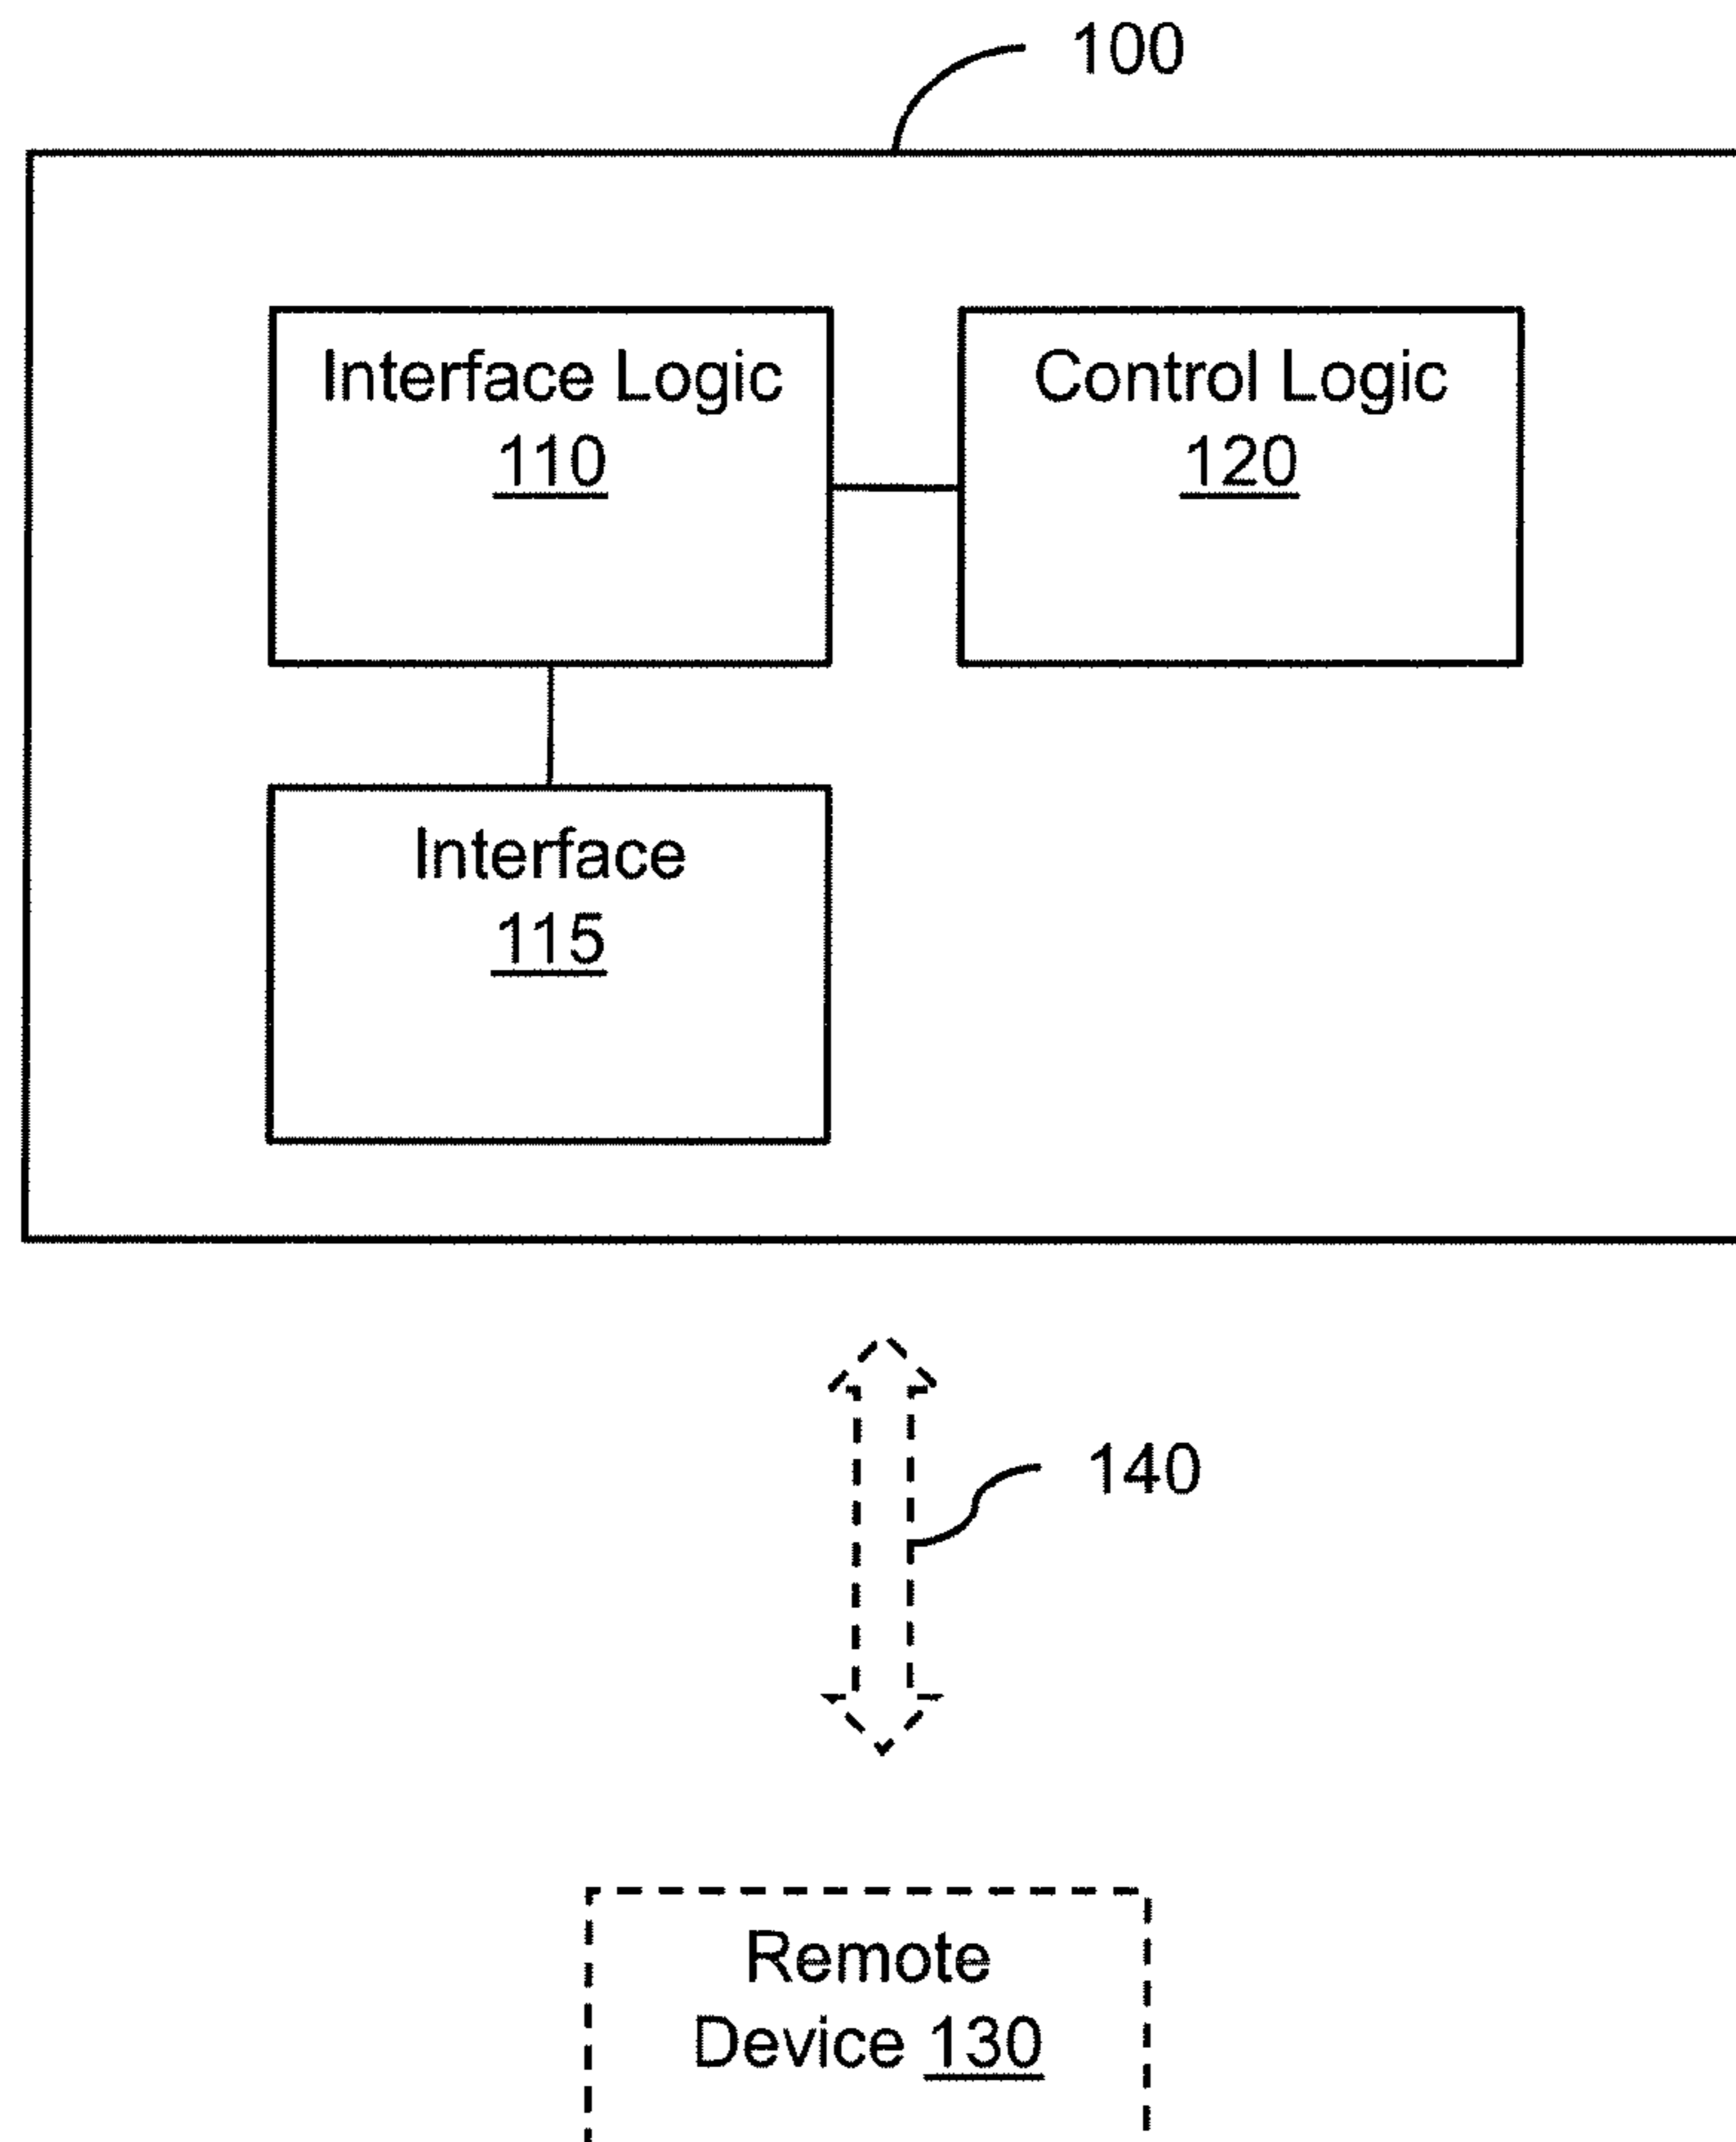 100
Interface Logic
110
Control Logic
120
Interface
115
140
Remote
Device 130